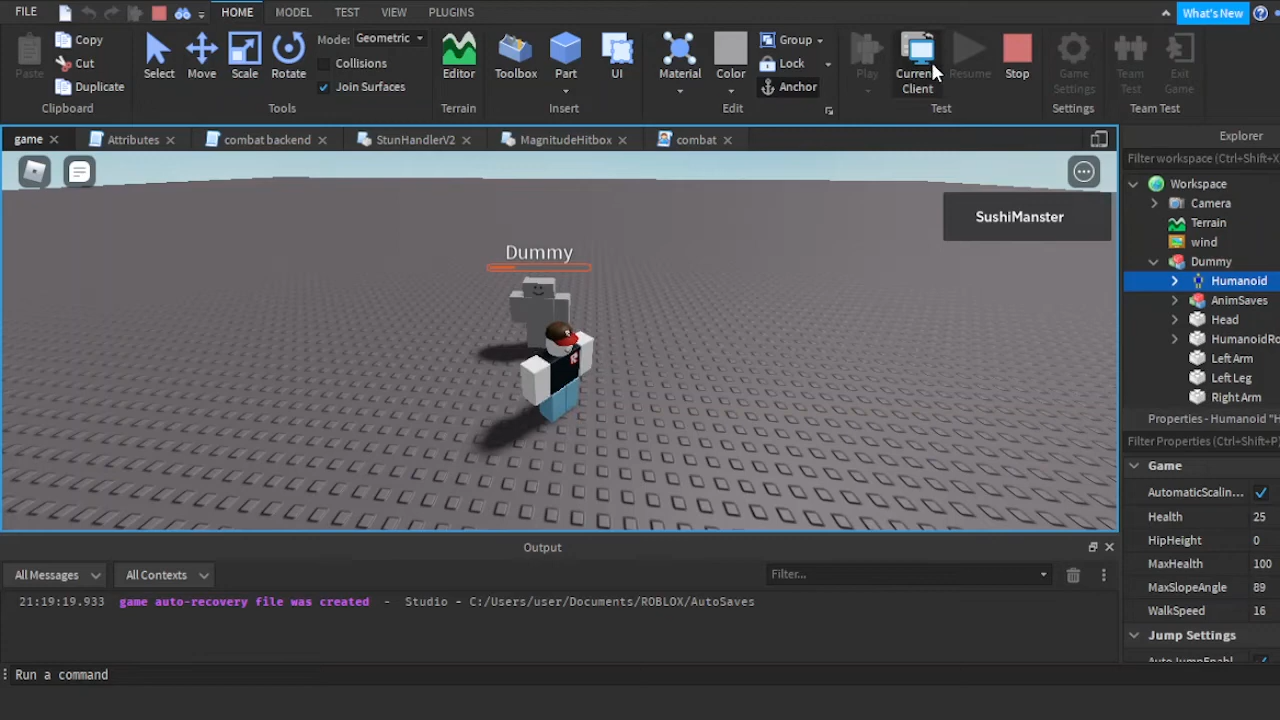 FILE HOME MODEL TEST VIEW PLUGINS What's New
Paste Copy Cut Duplicate Clipboard
Select Move Scale Rotate Mode: Geometric Collisions Join Surfaces Tools
Editor Terrain
Toolbox Part UI Insert
Material Color Group Lock Anchor Edit
Play Current: Client Resume Stop Test
Game Settings Settings
Team Test Exit Game Team Test
game Attributes combat backend StunHandlerV2 MagnitudeHitbox combat
SushiManster
Dummy
Explorer
Filter workspace (Ctrl+Shift+X
Workspace
Camera
Terrain
wind
Dummy
Humanoid
AnimSaves
Head
HumanoidRo
Left Arm
Left Leg
Right Arm
Properties - Humanoid "H
Filter Properties (Ctrl+Shift+P)
Game
AutomaticScalin...
Health 25
HipHeight 0
MaxHealth 100
MaxSlopeAngle 89
WalkSpeed 16
Jump Settings
AutoJumpEnabl
Output
All Messages All Contexts Filter...
21:19:19.933 game auto-recovery file was created - Studio - C:/Users/user/Documents/ROBLOX/AutoSaves
Run a command